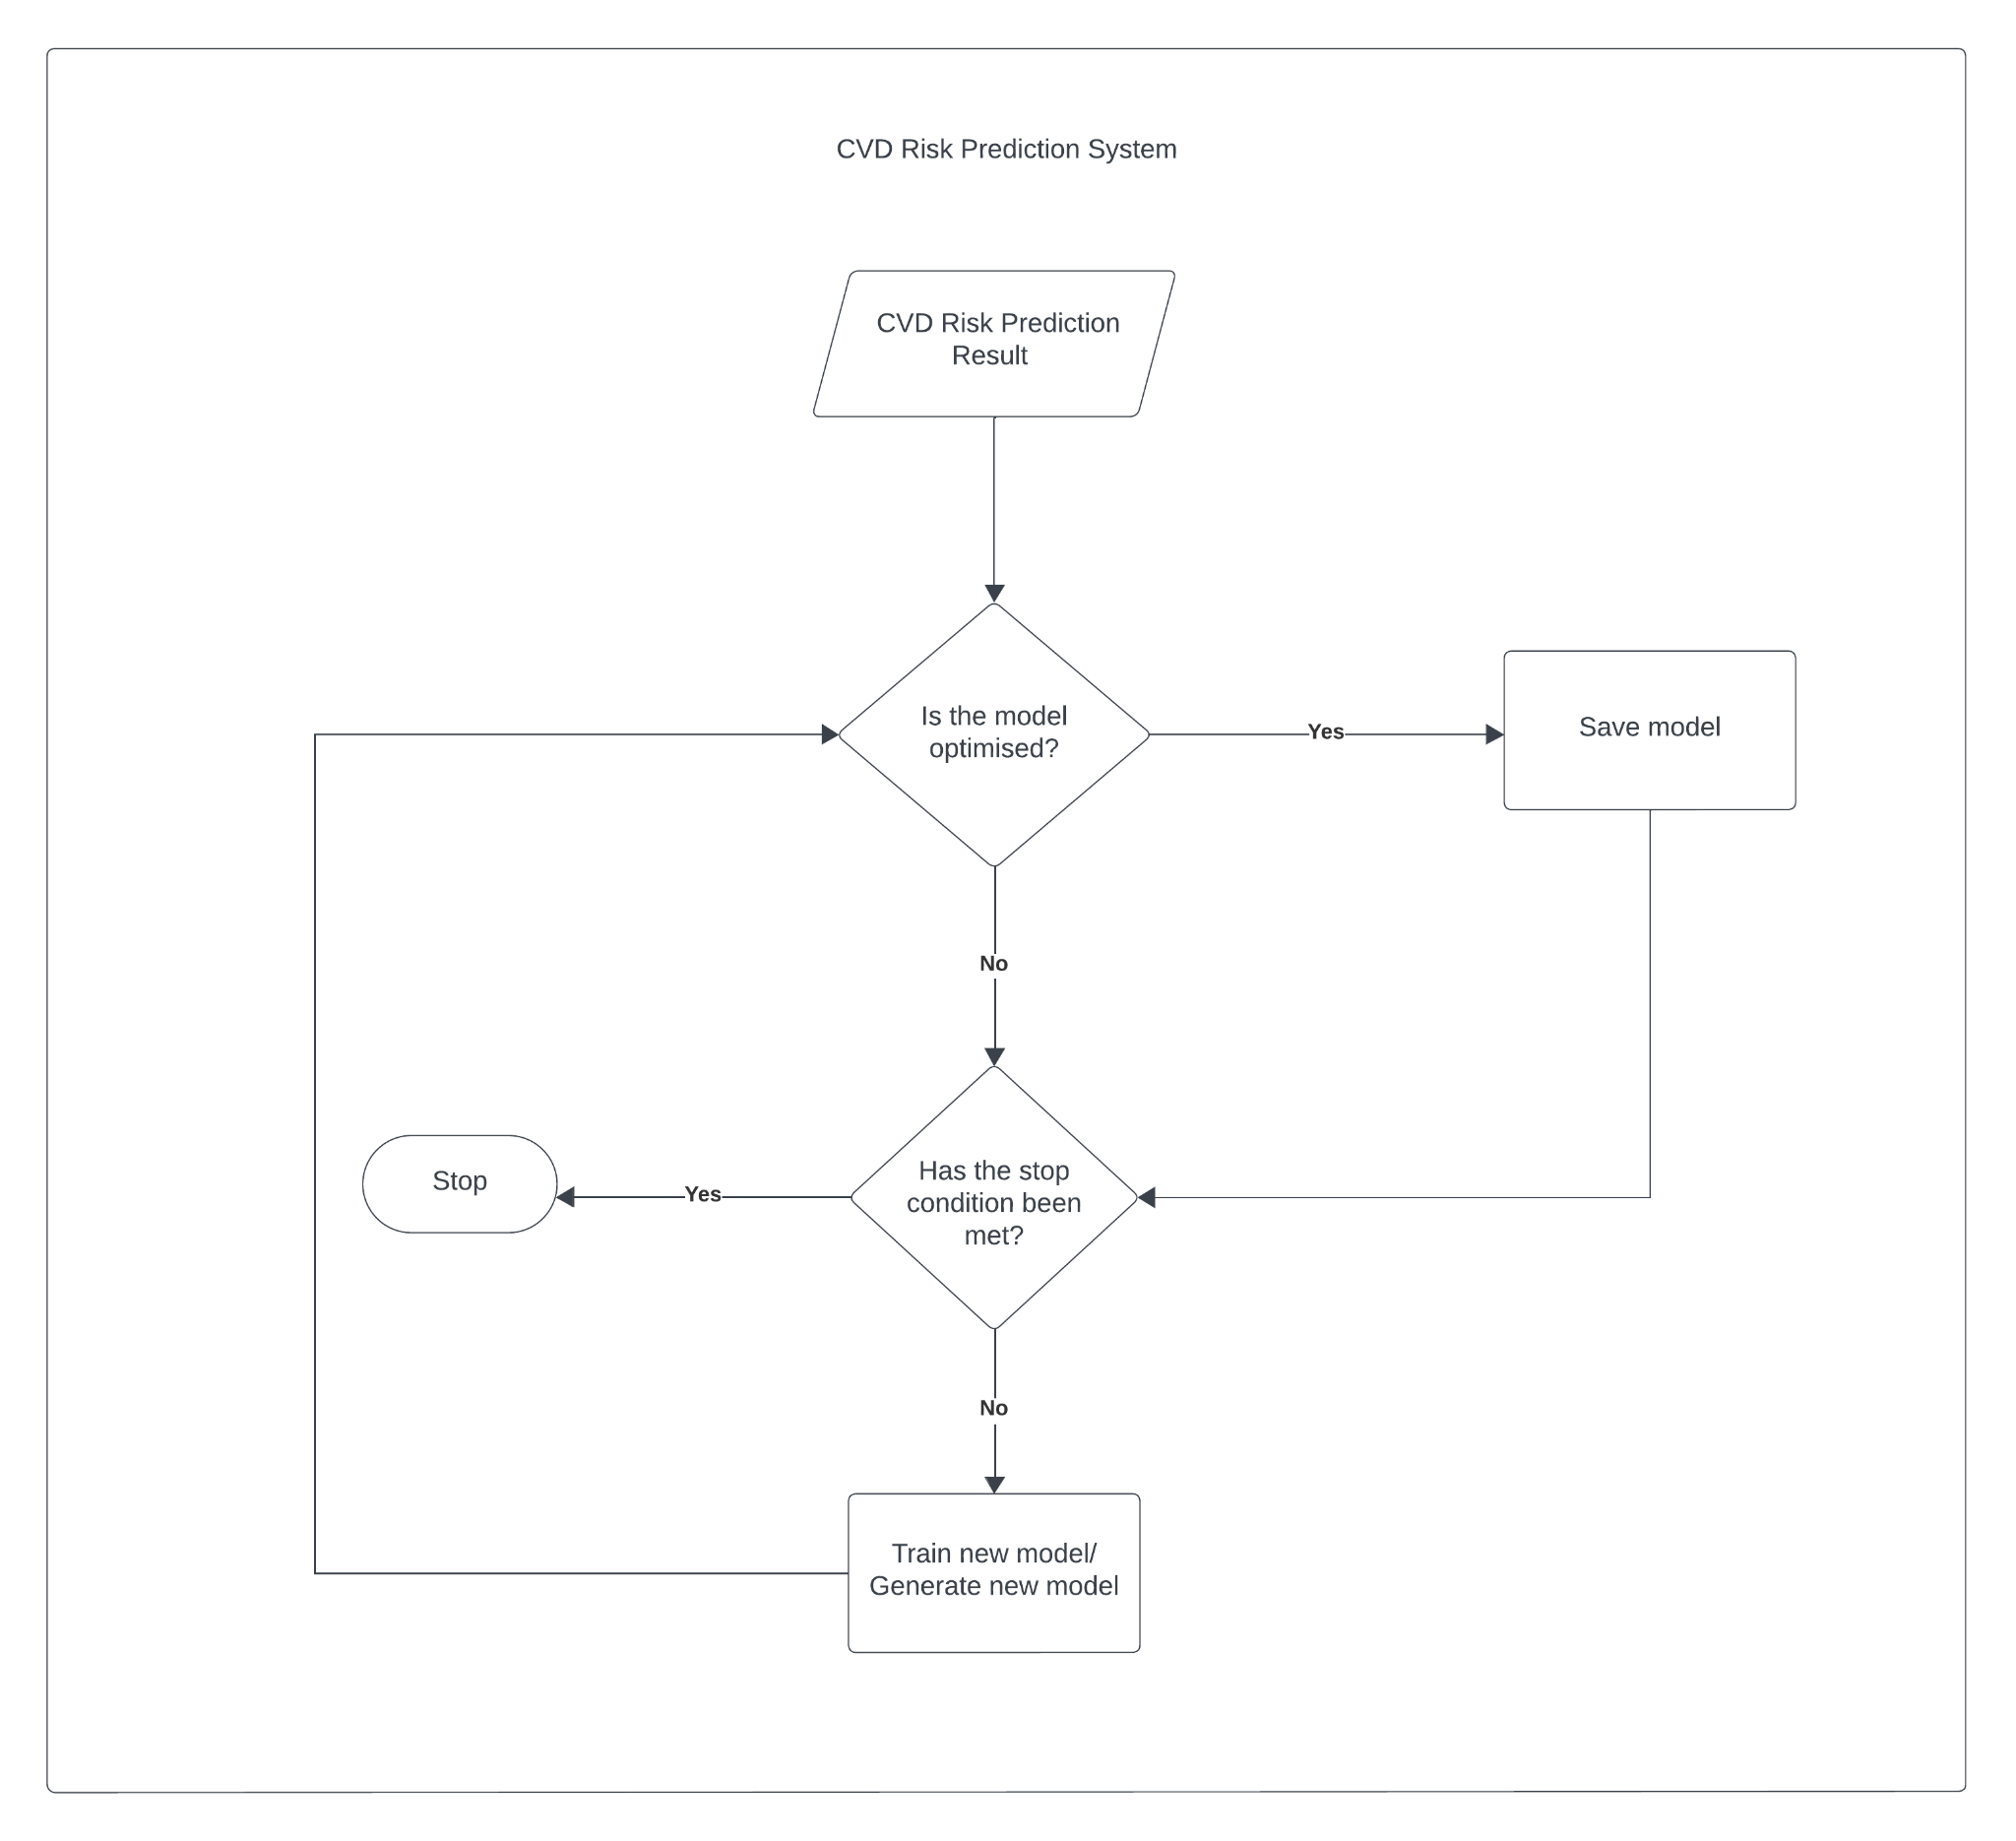 CVD Risk Prediction System
CVD Risk Prediction
Result
Is the model
optimised?
Yes
Save model
No
Stop
Yes
Has the stop
condition been
met?
No
Train new model/
Generate new model